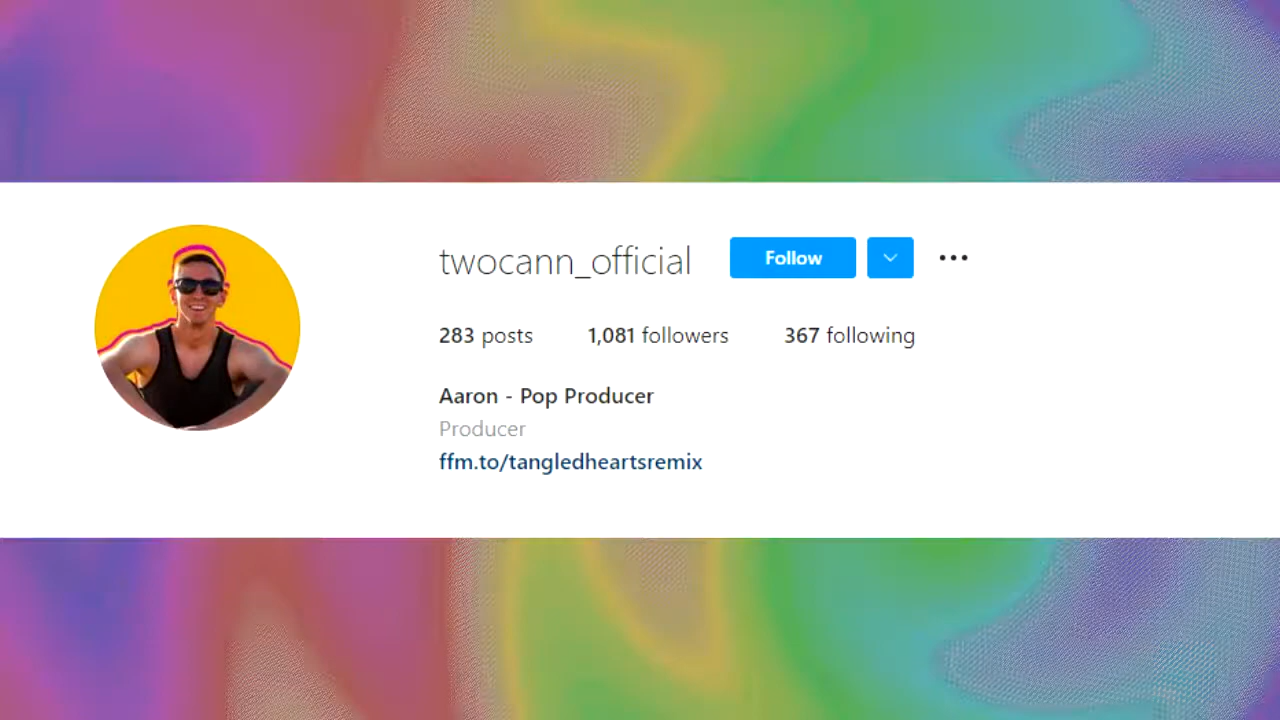 twocann_official Follow
283 posts 1,081 followers 367 following
Aaron - Pop Producer
Producer
ffm.to/tangledheartsremix